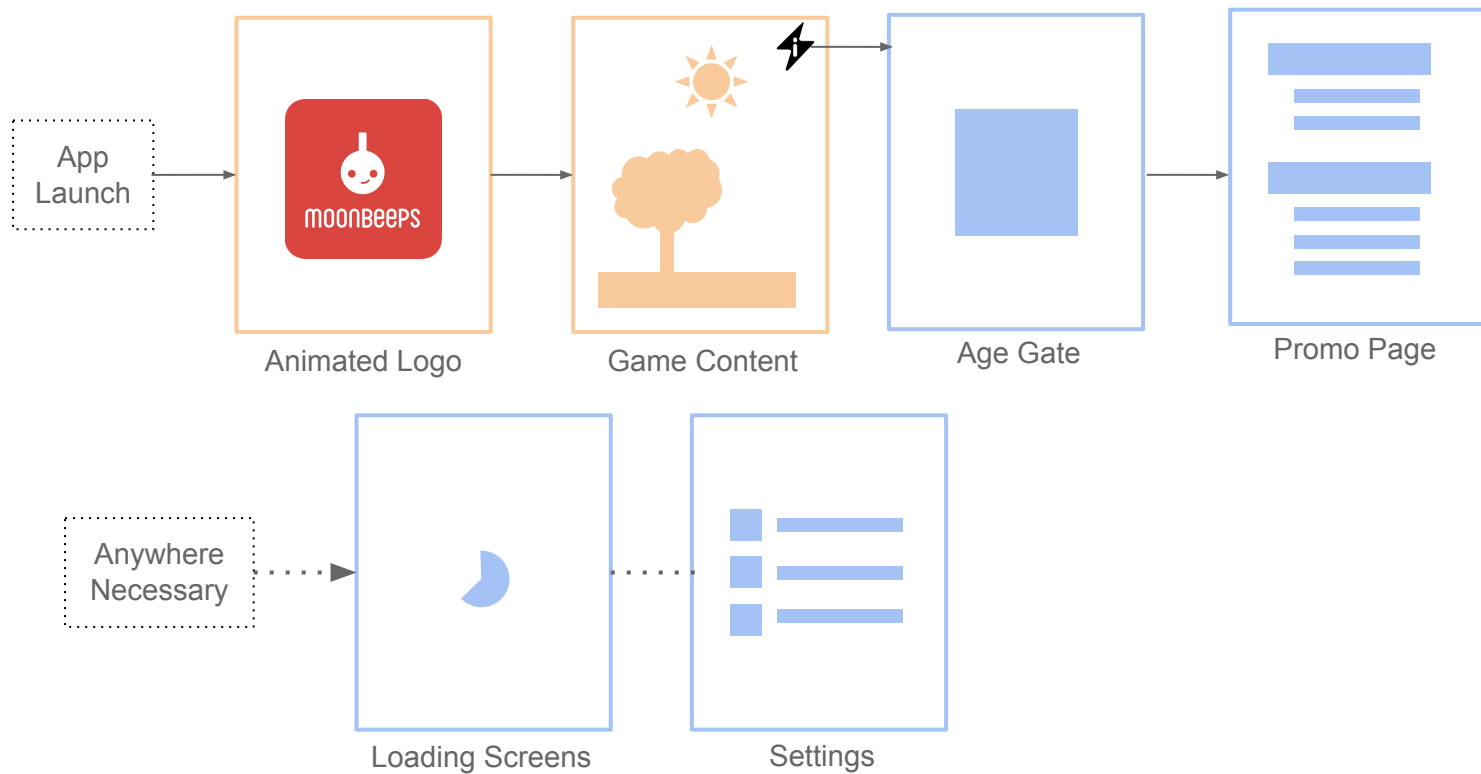 App
Launch
MOONBEEPS
i
Animated Logo
Game Content
Age Gate
Promo Page
Anywhere
Necessary
Loading Screens
Settings